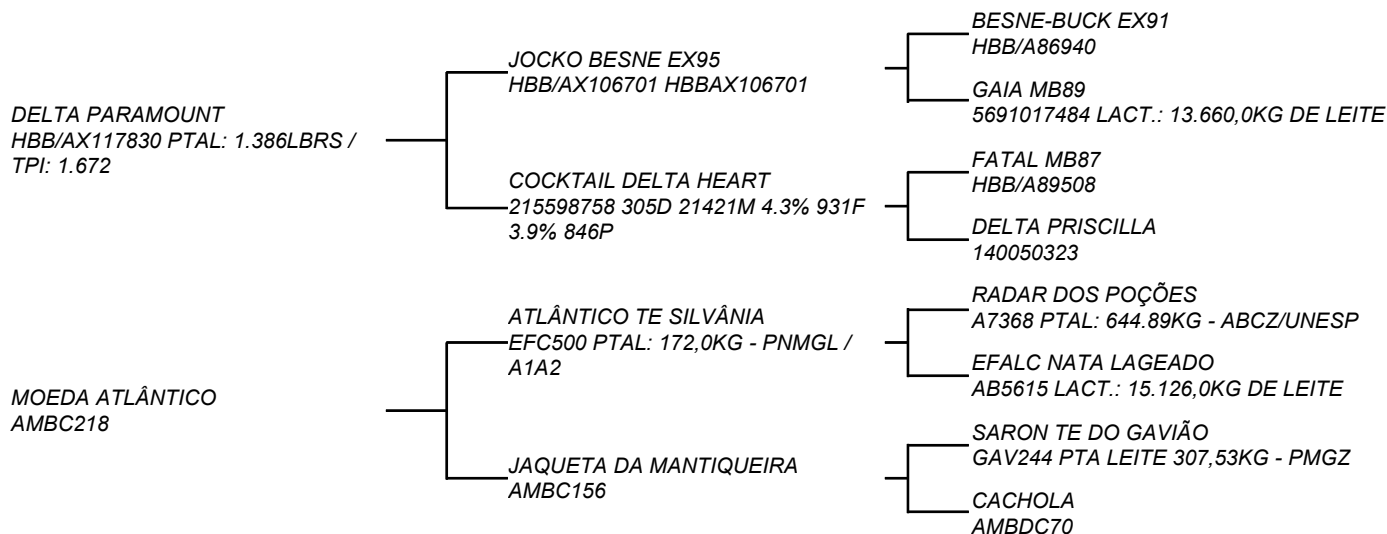 DELTA PARAMOUNT
HBB/AX117830 PTAL: 1.386LBRS /
TPI: 1.672
MOEDA ATLÂNTICO
AMBC218
JOCKO BESNE EX95
HBB/AX106701 HBBAX106701
COCKTAIL DELTA HEART
215598758 305D 21421M 4.3% 931F
3.9% 846P
ATLÂNTICO TE SILVÂNIA
EFC500 PTAL: 172,0KG - PNMGL /
A1A2
JAQUETA DA MANTIQUEIRA
AMBC156
BESNE-BUCK EX91
HBB/A86940
GAIA MB89
5691017484 LACT.: 13.660,0KG DE LEITE
FATAL MB87
HBB/A89508
DELTA PRISCILLA
140050323
RADAR DOS POÇÕES
A7368 PTAL: 644.89KG - ABCZ/UNESP
EFALC NATA LAGEADO
AB5615 LACT.: 15.126,0KG DE LEITE
SARON TE DO GAVIÃO
GAV244 PTA LEITE 307,53KG - PMGZ
CACHOLA
AMBDC70